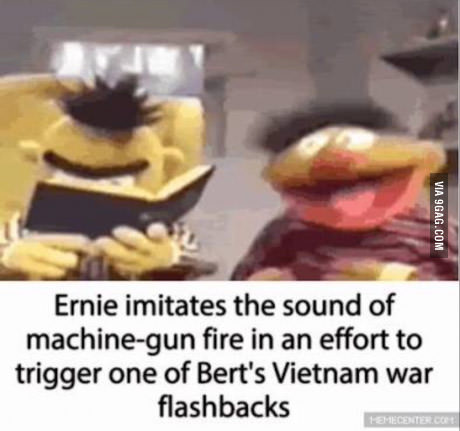 VIA 9GAG.COM
Ernie imitates the sound of
machine-gun fire in an effort to
trigger one of Bert's Vietnam war
flashbacks
MEMECENTER.COM